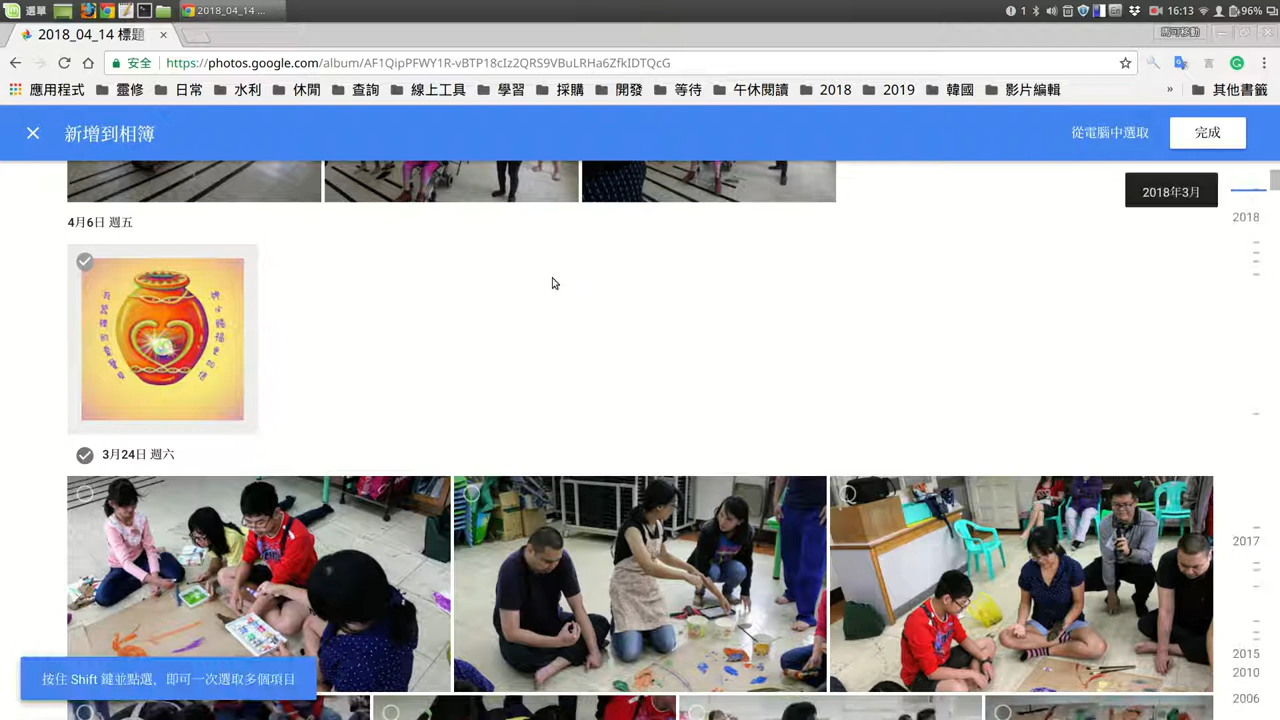 選單
2018_04_14 ...
1
16:13
96%
2018_04_14 標題
馬可移動
安全
https://photos.google.com/album/AF1QipPFWY1R-vBTP18cIz2QRS9VBuLRHa6ZfkIDTQcG
應用程式 靈修 日常 水利 休閒 查詢 線上工具 學習 採購 開發 等待 午休閱讀 2018 2019 韓國 影片編輯 » 其他書籤
新增到相簿
從電腦中選取
完成
2018年3月
2018
4月6日 週五
3月24日 週六
2017
2015
2010
2006
按住 Shift 鍵並點選，即可一次選取多個項目